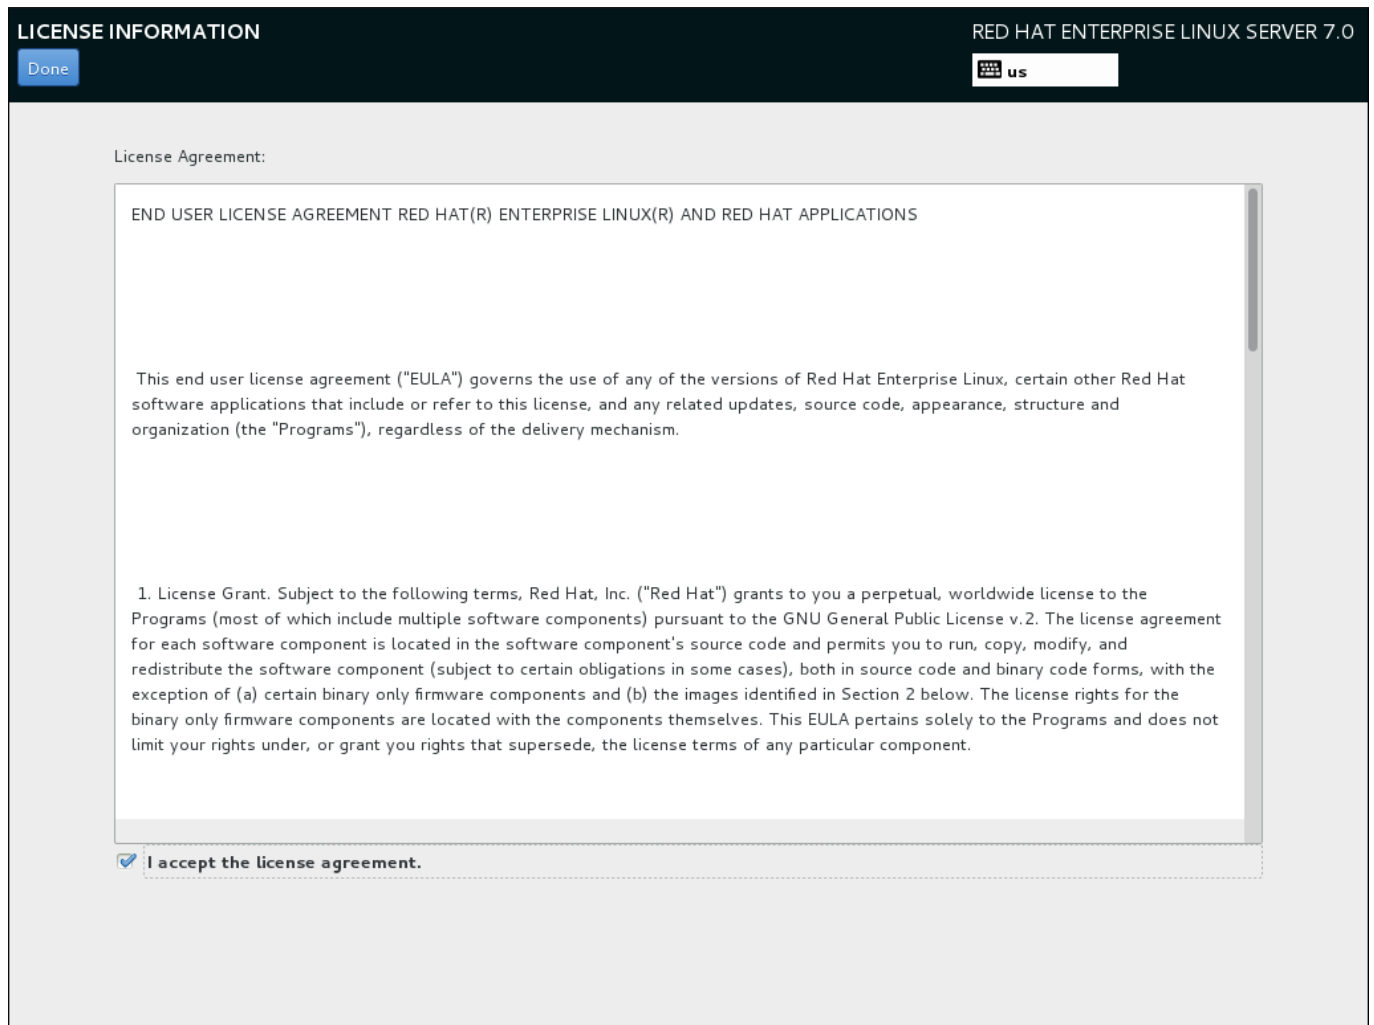 LICENSE INFORMATION
RED HAT ENTERPRISE LINUX SERVER 7.0
Done
us
License Agreement:
END USER LICENSE AGREEMENT RED HAT(R) ENTERPRISE LINUX(R) AND RED HAT APPLICATIONS
This end user license agreement ("EULA") governs the use of any of the versions of Red Hat Enterprise Linux, certain other Red Hat
software applications that include or refer to this license, and any related updates, source code, appearance, structure and
organization (the "Programs"), regardless of the delivery mechanism.
1. License Grant. Subject to the following terms, Red Hat, Inc. ("Red Hat") grants to you a perpetual, worldwide license to the
Programs (most of which include multiple software components) pursuant to the GNU General Public License v.2. The license agreement
for each software component is located in the software component's source code and permits you to run, copy, modify, and
redistribute the software component (subject to certain obligations in some cases), both in source code and binary code forms, with the
exception of (a) certain binary only firmware components and (b) the images identified in Section 2 below. The license rights for the
binary only firmware components are located with the components themselves. This EULA pertains solely to the Programs and does not
limit your rights under, or grant you rights that supersede, the license terms of any particular component.
I accept the license agreement.